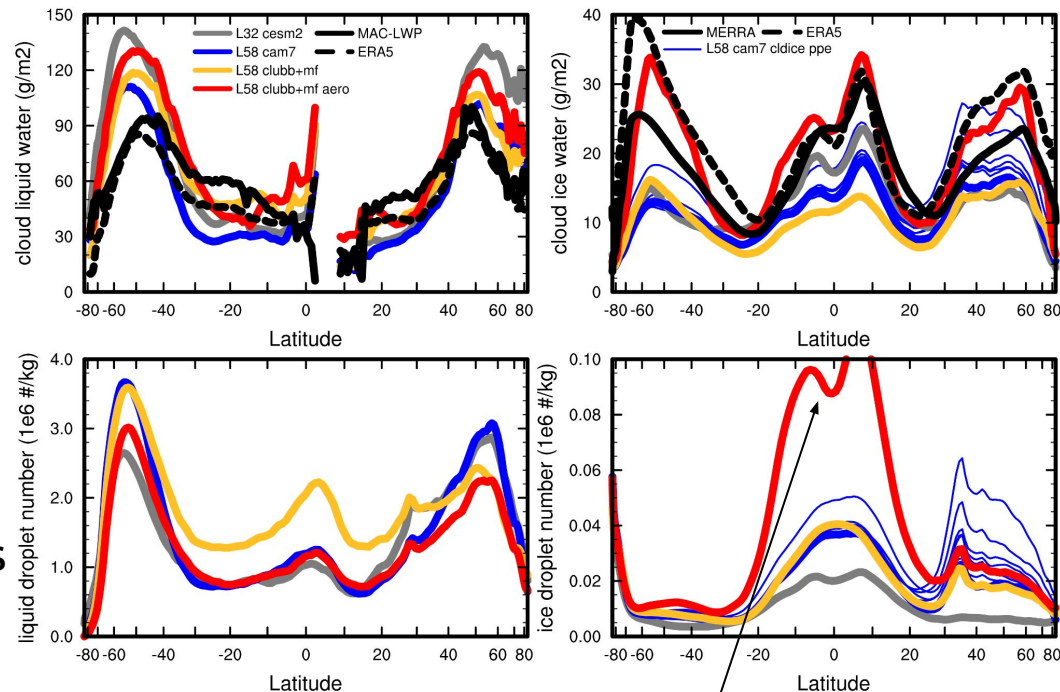 150
120
90
60
30
0
cloud liquid water (g/m2)
L32 cesm2
L58 cam7
L58 clubb+mf
L58 clubb+mf aero
MAC-LWP
ERA5
-80 -60 -40 -20 0 20 40 60 80
Latitude
40
30
20
10
0
cloud ice water (g/m2)
MERRA
ERA5
L58 cam7 cldice ppe
-80 -60 -40 -20 0 20 40 60 80
Latitude
4.0
3.0
2.0
1.0
0.0
liquid droplet number (1e6 #/kg)
-80 -60 -40 -20 0 20 40 60 80
Latitude
0.10
0.08
0.06
0.04
0.02
0.00
ice droplet number (1e6 #/kg)
-80 -60 -40 -20 0 20 40 60 80
Latitude